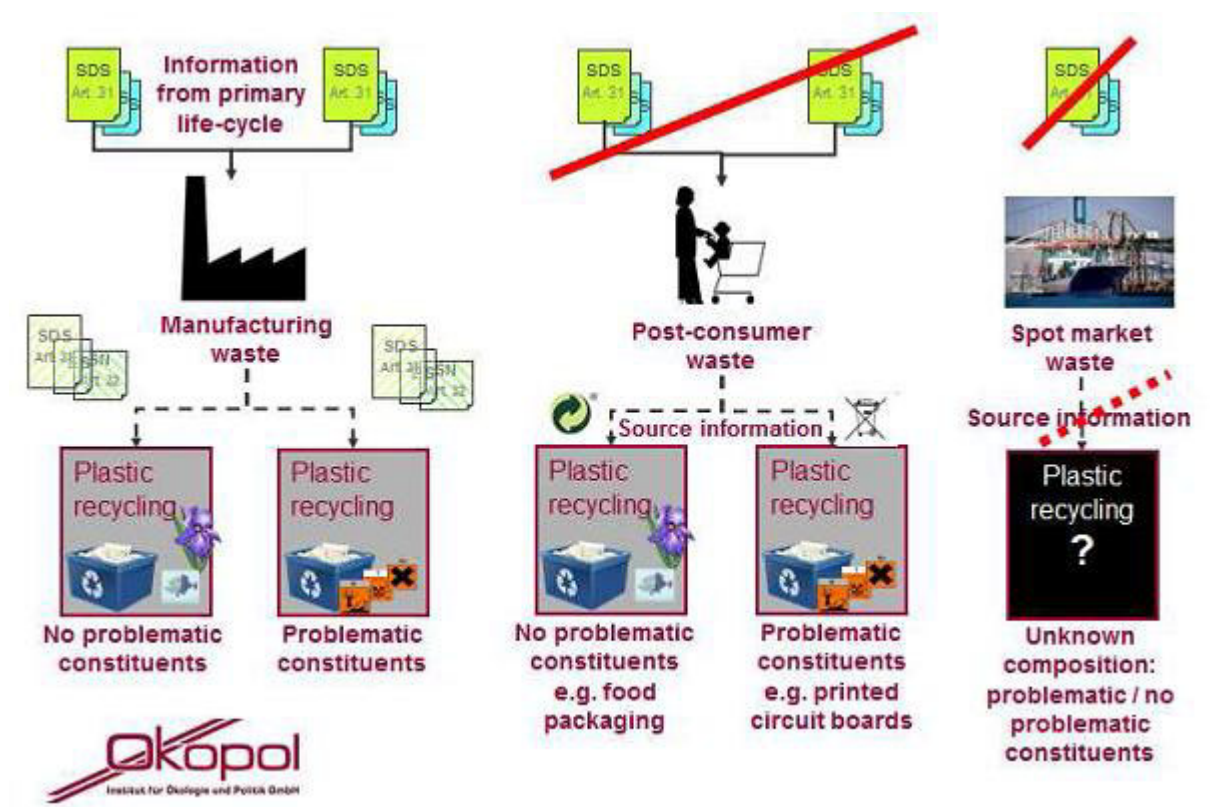 SDS
Art. 31
Information
from primary
life-cycle
SDS
Art. 31
SDS
Art. 31
SDS
Art. 31
SDS
Art. 31
Manufacturing
waste
SDS
SDS
Post-consumer
waste
Source information
Spot market
waste
Source information
Plastic
recycling
No problematic
constituents
Plastic
recycling
Problematic
constituents
Plastic
recycling
No problematic
constituents
e.g. food
packaging
Plastic
recycling
Problematic
constituents
e.g. printed
circuit boards
Plastic
recycling
?
Unknown
composition:
problematic / no
problematic
constituents
Ökopol
Institut für Ökologie und Politik GmbH